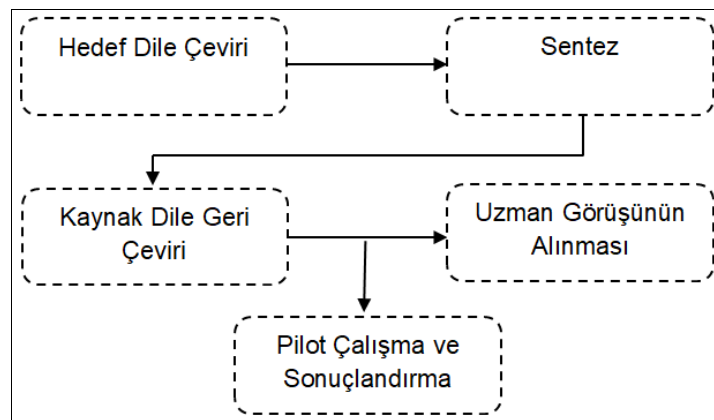 Hedef Dile Çeviri
Sentez
Kaynak Dile Geri
Çeviri
Uzman Görüşünün
Alınması
Pilot Çalışma ve
Sonuçlandırma